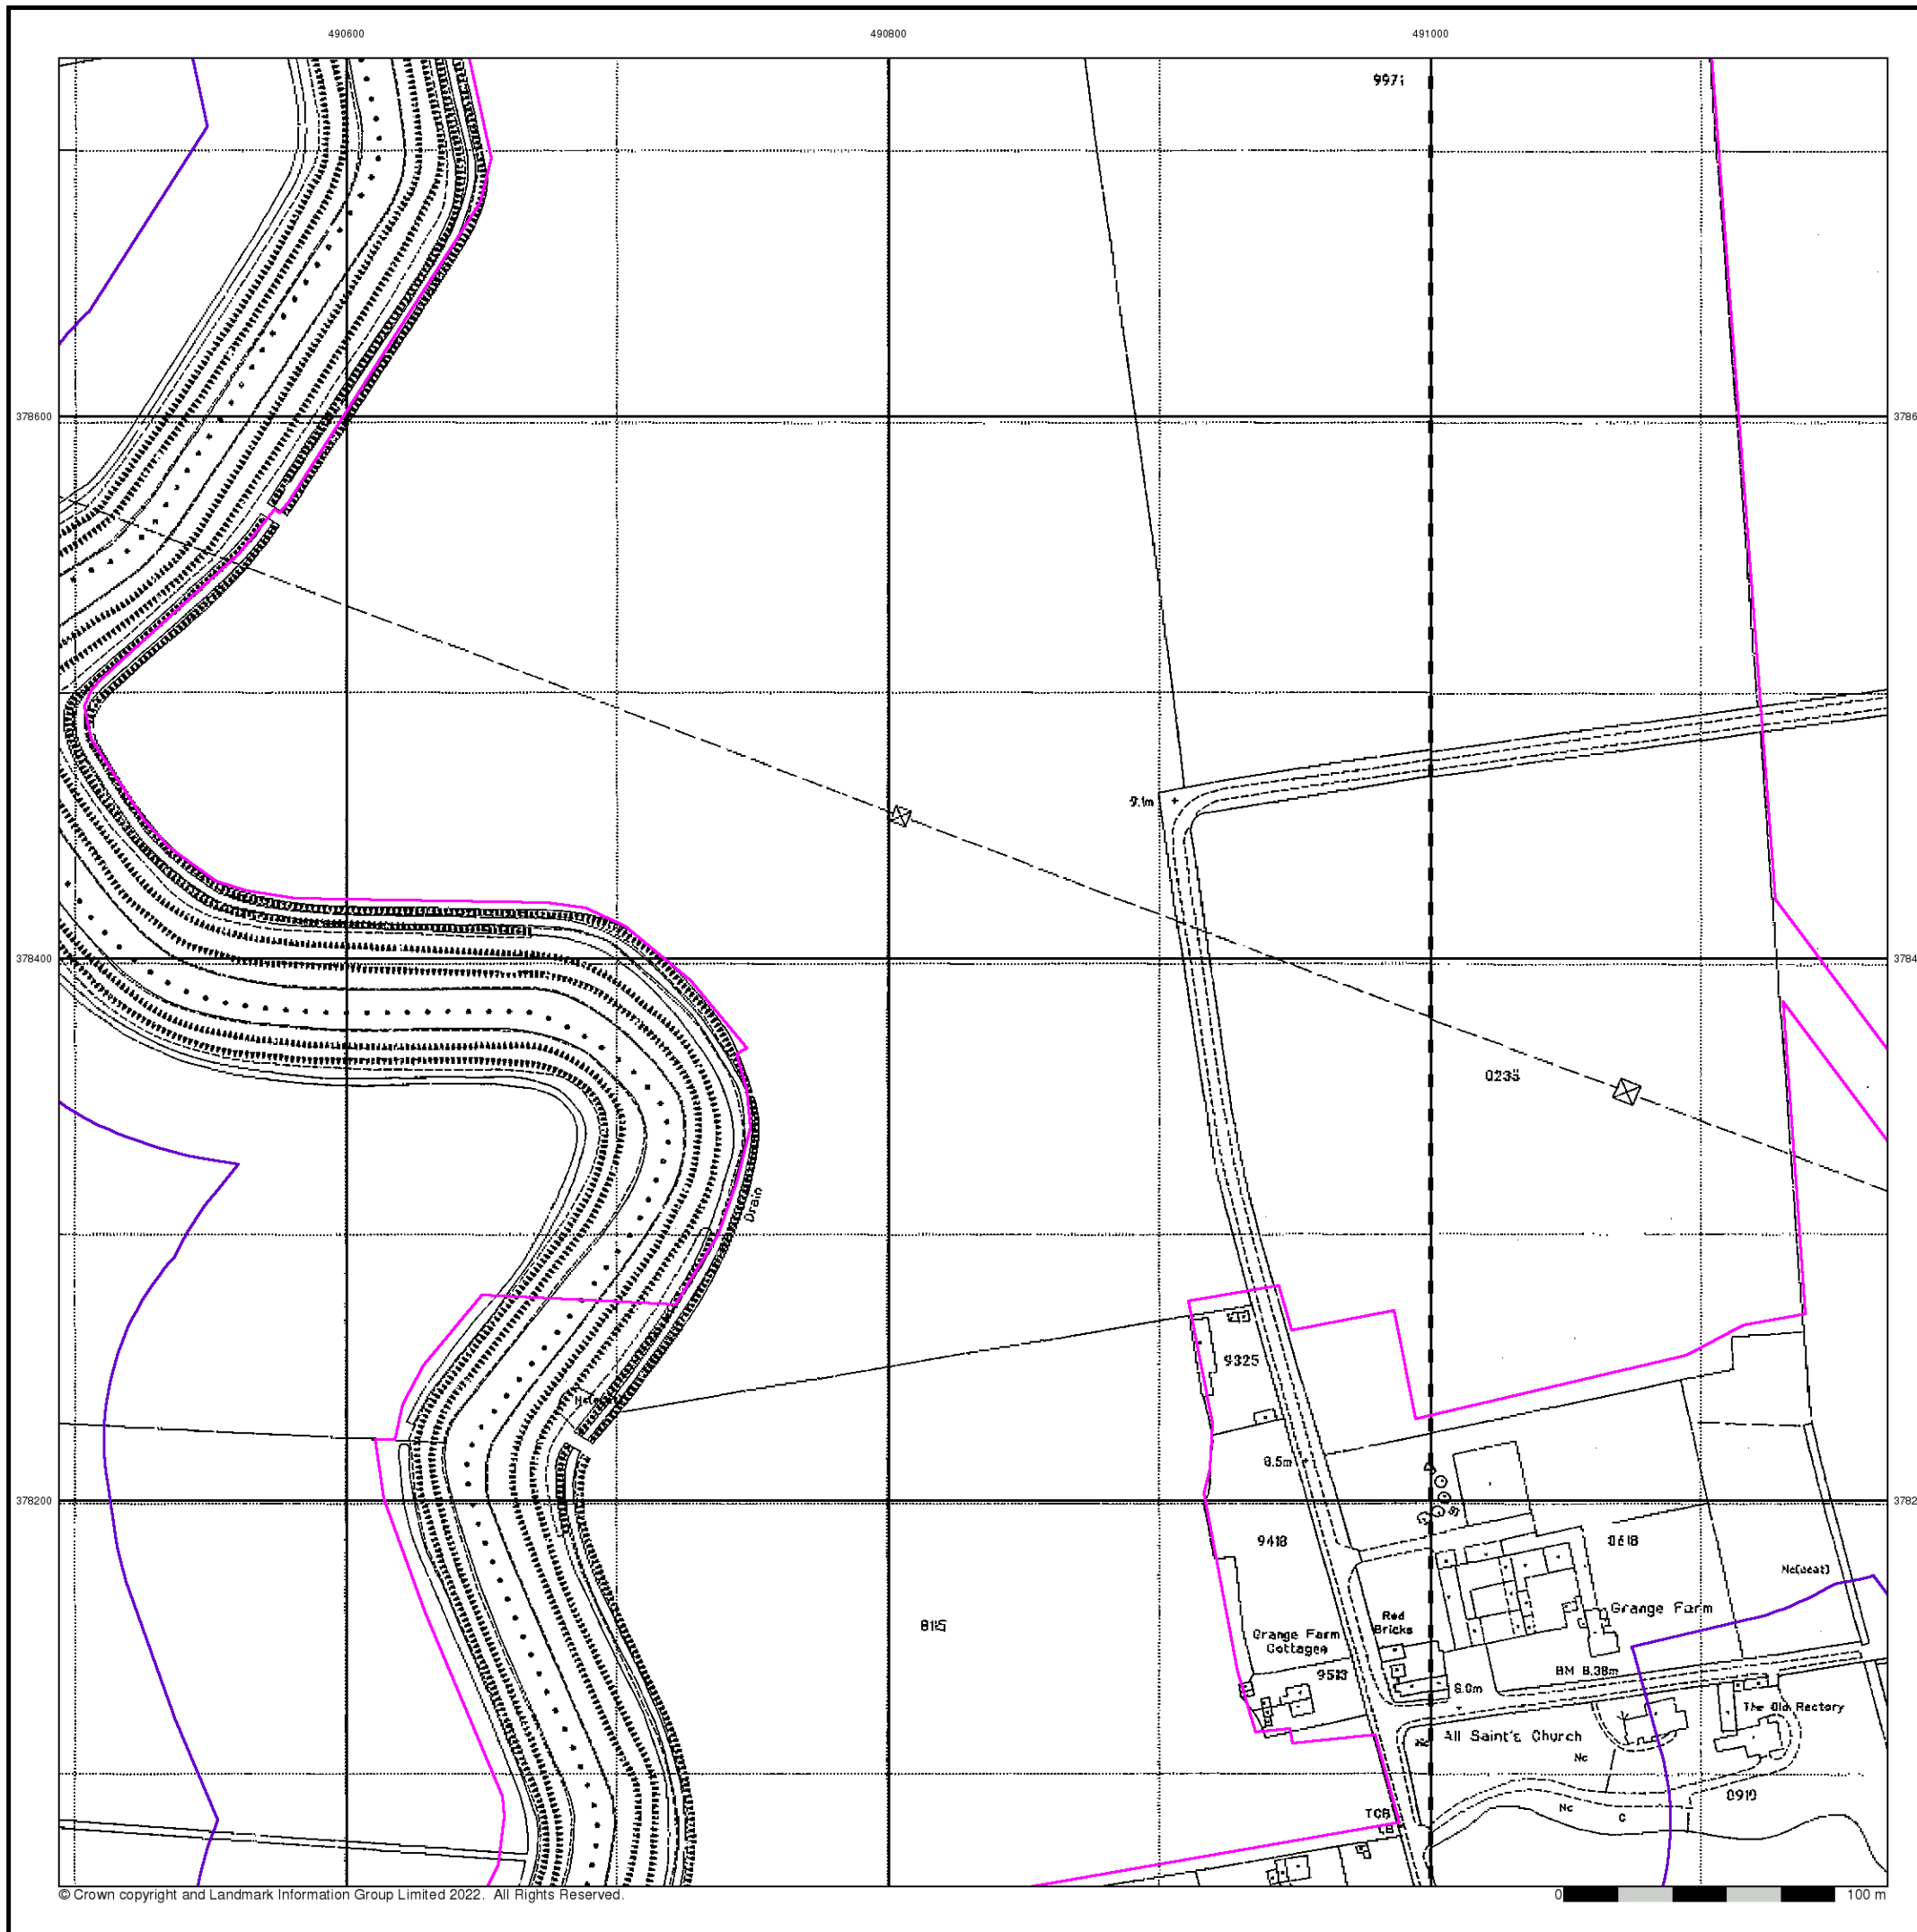 490600
490800
491000
9971
378600
3786
9.1m
378400
3784
0235
Drain
9325
8.5m
378200
3782
9418
0618
Nc(seat)
8115
Red
Bricks
Grange Farm
Grange Farm
Cottages
9513
BM 8.38m
8.0m
The Old Rectory
All Saint's Church
Nc
Nc
0910
Nc
C
TCB
LB
© Crown copyright and Landmark Information Group Limited 2022. All Rights Reserved.
0
100 m